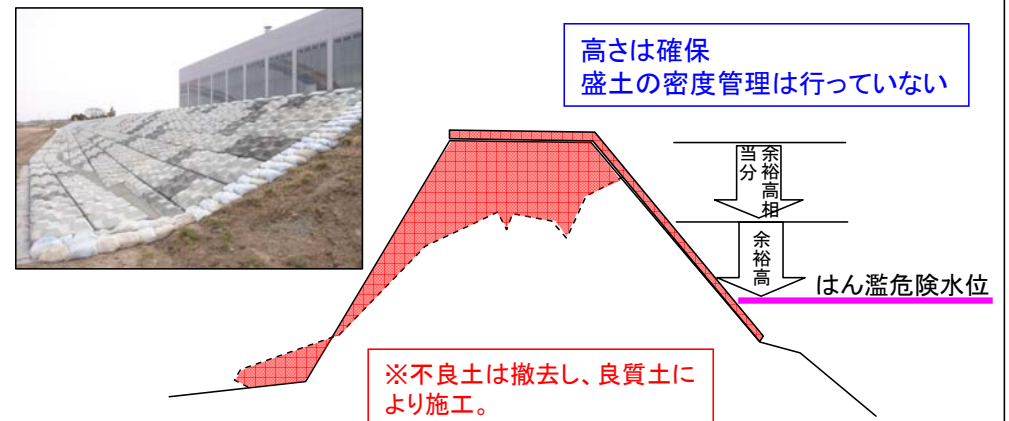 高さは確保
盛土の密度管理は行っていない
余裕高相
当分
余裕高
はん濫危険水位
※不良土は撤去し、良質土に
より施工。